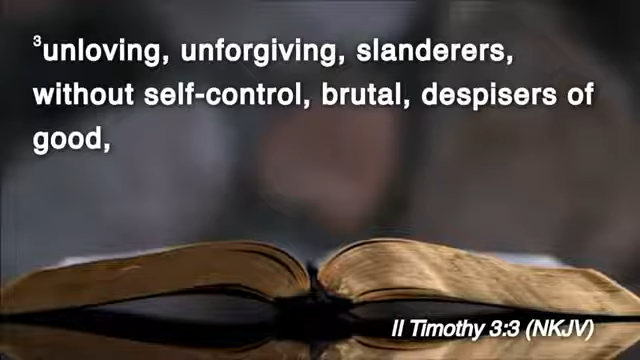 ³unloving, unforgiving, slanderers,
without self-control, brutal, despisers of
good,
II Timothy 3:3 (NKJV)